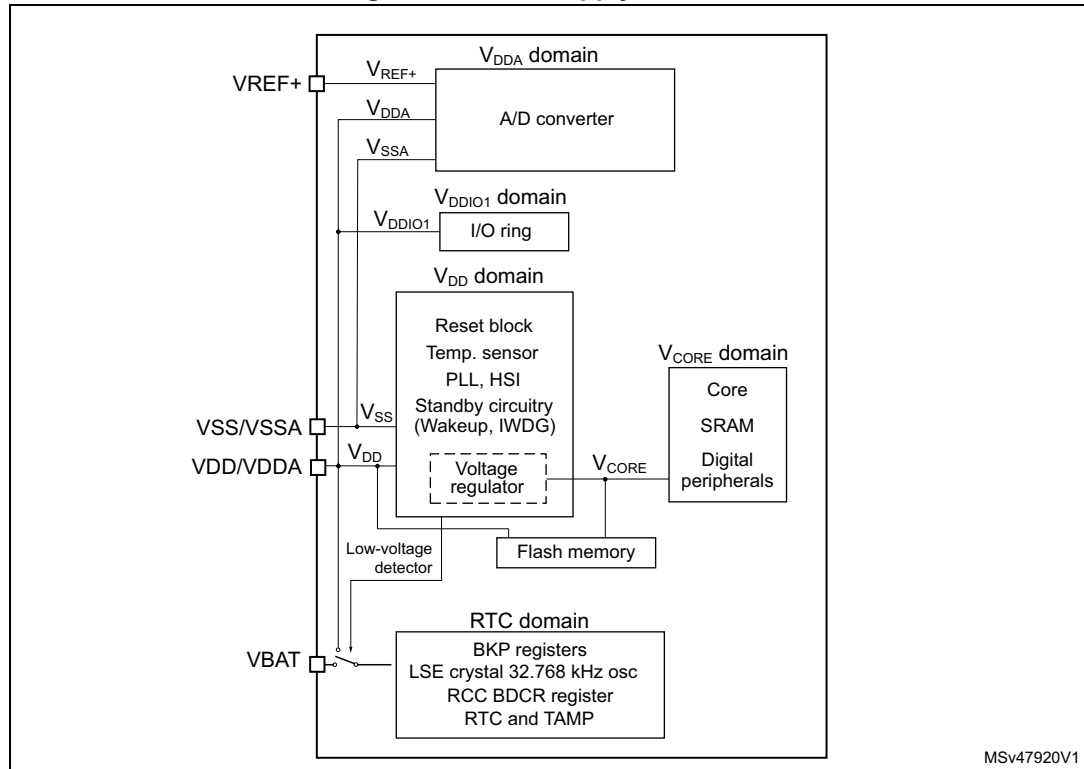 VREF+
VREF+
VDDA domain
VDDA
A/D converter
VSSA
VDDIO1 domain
VDDIO1
I/O ring
VDD domain
Reset block
Temp. sensor
PLL, HSI
Standby circuitry
(Wakeup, IWDG)
Voltage
regulator
VCORE domain
Core
SRAM
Digital
peripherals
VSS/VSSA
VSS
VDD/VDDA
VDD
VCORE
Flash memory
Low-voltage
detector
RTC domain
VBAT
BKP registers
LSE crystal 32.768 kHz osc
RCC BDCR register
RTC and TAMP
MSv47920V1